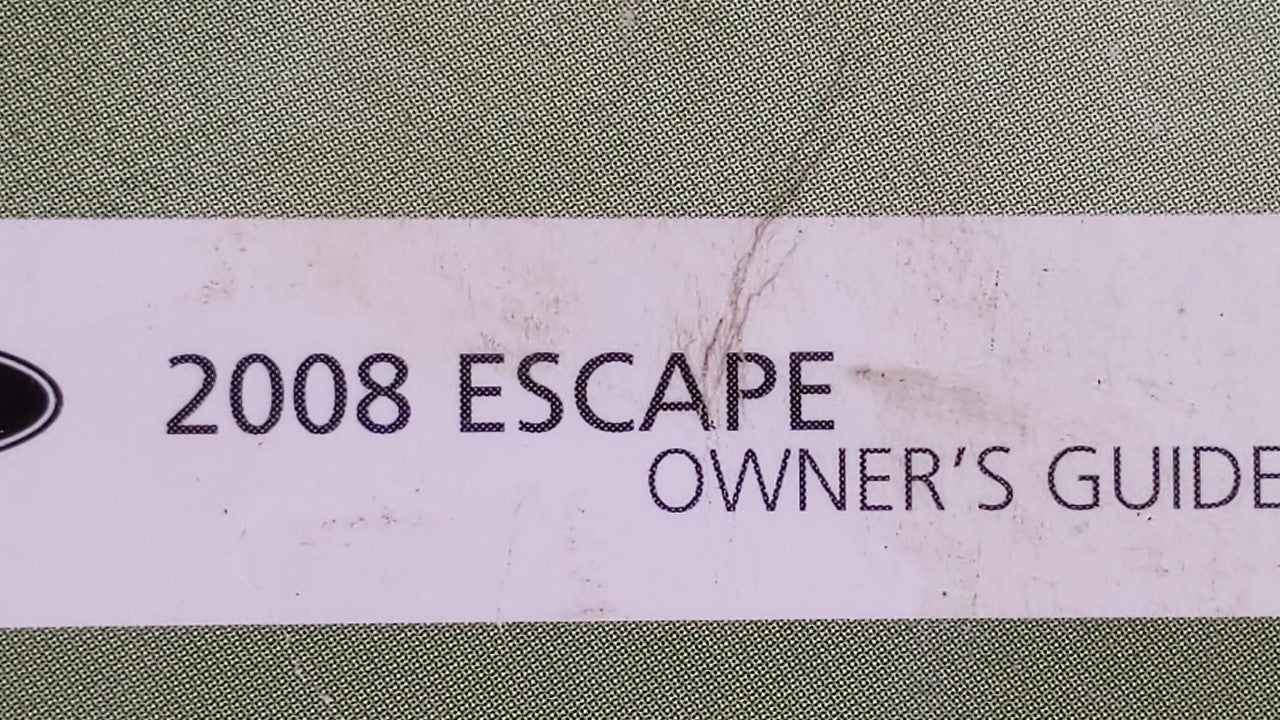 2008 ESCAPE
OWNER'S GUIDE